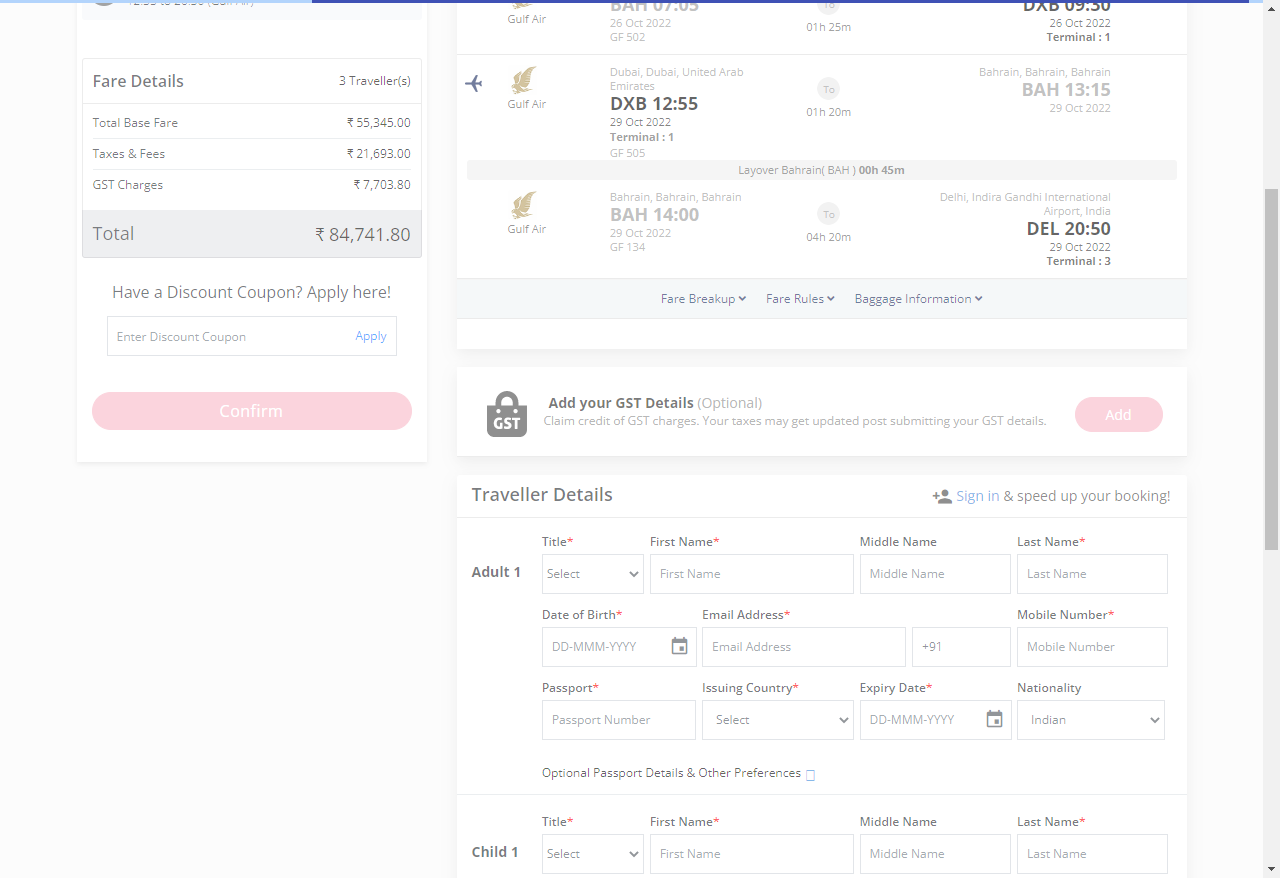 12:55 to 20:50 (Gulf Air)
Fare Details
3 Traveller(s)
Total Base Fare
₹ 55,345.00
Taxes & Fees
₹ 21,693.00
GST Charges
₹ 7,703.80
Total
₹ 84,741.80
Have a Discount Coupon? Apply here!
Enter Discount Coupon
Apply
Confirm
Gulf Air
BAH 07:05
26 Oct 2022
GF 502
To
01h 25m
DXB 09:30
26 Oct 2022
Terminal : 1
Gulf Air
Dubai, Dubai, United Arab
Emirates
DXB 12:55
29 Oct 2022
Terminal : 1
GF 505
To
01h 20m
Bahrain, Bahrain, Bahrain
BAH 13:15
29 Oct 2022
Layover Bahrain( BAH ) 00h 45m
Gulf Air
Bahrain, Bahrain, Bahrain
BAH 14:00
29 Oct 2022
GF 134
To
04h 20m
Delhi, Indira Gandhi International
Airport, India
DEL 20:50
29 Oct 2022
Terminal : 3
Fare Breakup
Fare Rules
Baggage Information
GST
Add your GST Details (Optional)
Claim credit of GST charges. Your taxes may get updated post submitting your GST details.
Add
Traveller Details
Sign in & speed up your booking!
Adult 1
Title*
First Name*
Middle Name
Last Name*
Select
First Name
Middle Name
Last Name
Date of Birth*
Email Address*
Mobile Number*
DD-MMM-YYYY
Email Address
+91
Mobile Number
Passport*
Issuing Country*
Expiry Date*
Nationality
Passport Number
Select
DD-MMM-YYYY
Indian
Optional Passport Details & Other Preferences
Child 1
Title*
First Name*
Middle Name
Last Name*
Select
First Name
Middle Name
Last Name